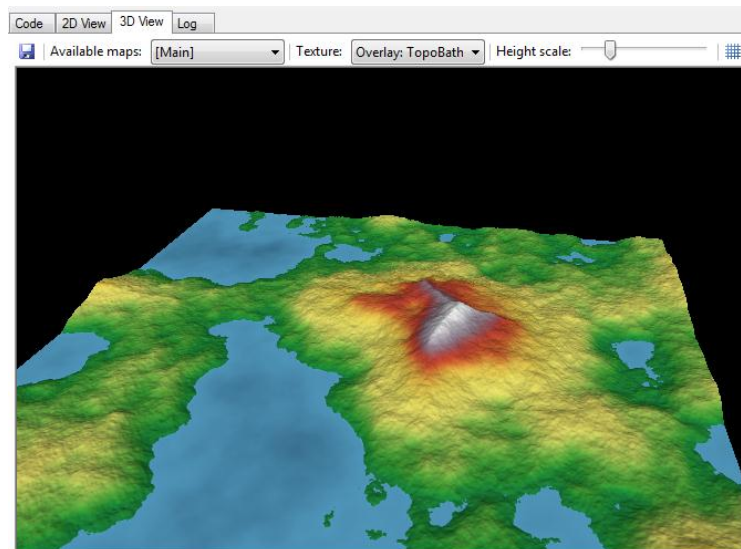 Code 2D View 3D View Log
Available maps: [Main] Texture: Overlay: TopoBath Height scale: